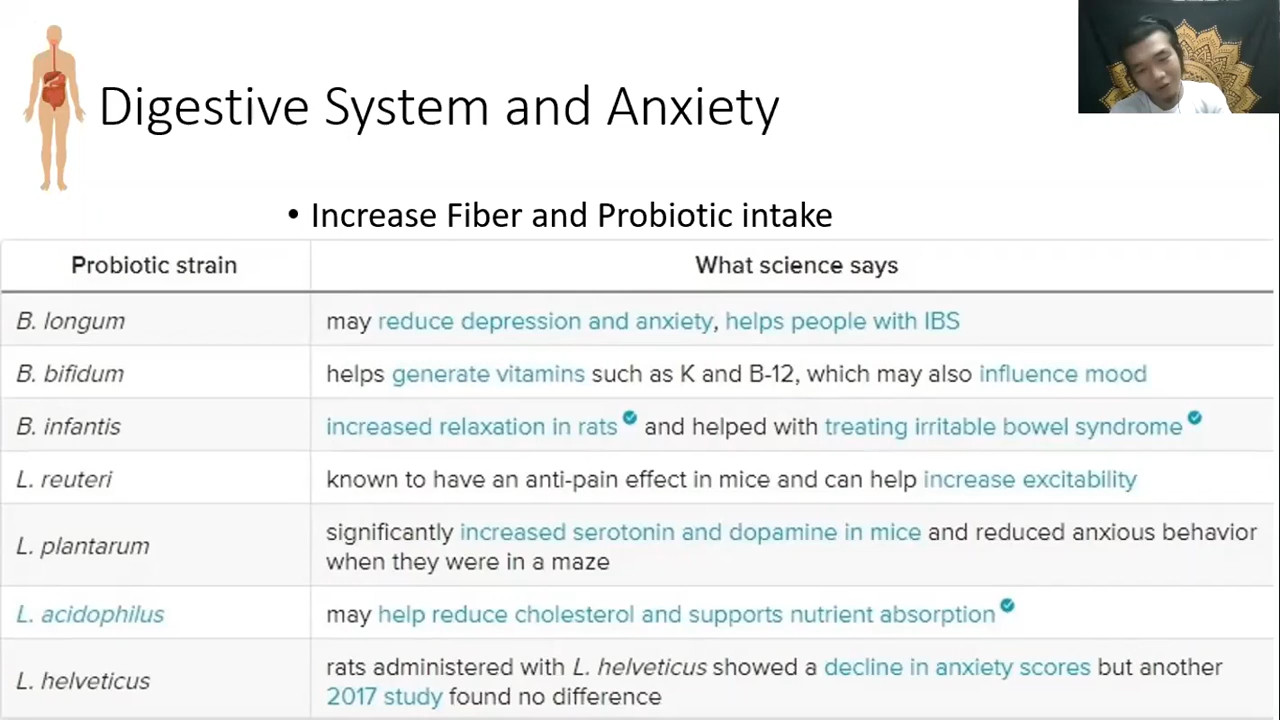 Digestive System and Anxiety
• Increase Fiber and Probiotic intake
Probiotic strain What science says
B. longum may reduce depression and anxiety, helps people with IBS
B. bifidum helps generate vitamins such as K and B-12, which may also influence mood
B. infantis increased relaxation in rats and helped with treating irritable bowel syndrome
L. reuteri known to have an anti-pain effect in mice and can help increase excitability
L. plantarum significantly increased serotonin and dopamine in mice and reduced anxious behavior
when they were in a maze
L. acidophilus may help reduce cholesterol and supports nutrient absorption
L. helveticus rats administered with L. helveticus showed a decline in anxiety scores but another
2017 study found no difference